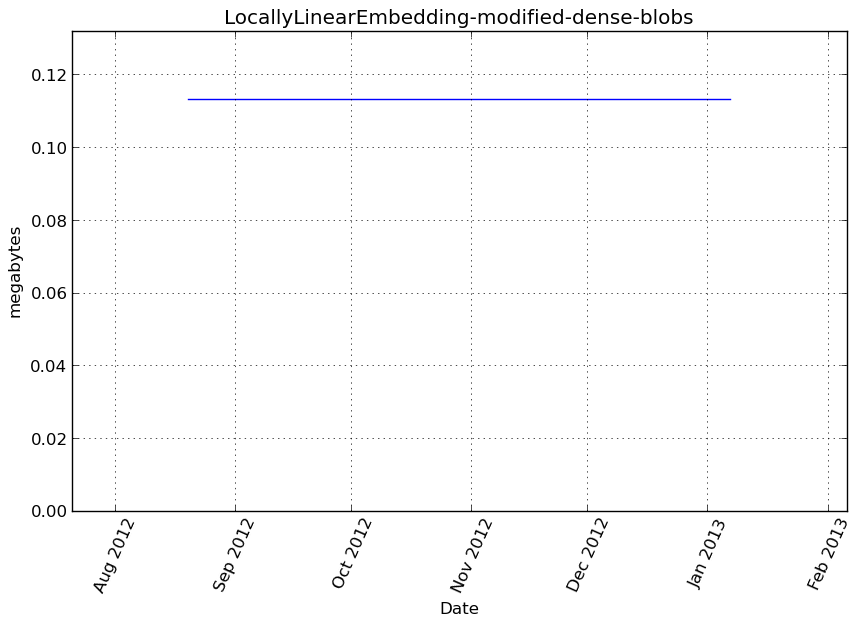 LocallyLinearEmbedding-modified-dense-blobs
0.12
0.10
0.08
0.06
0.04
0.02
0.00
megabytes
Aug 2012
Sep 2012
Oct 2012
Nov 2012
Dec 2012
Jan 2013
Feb 2013
Date